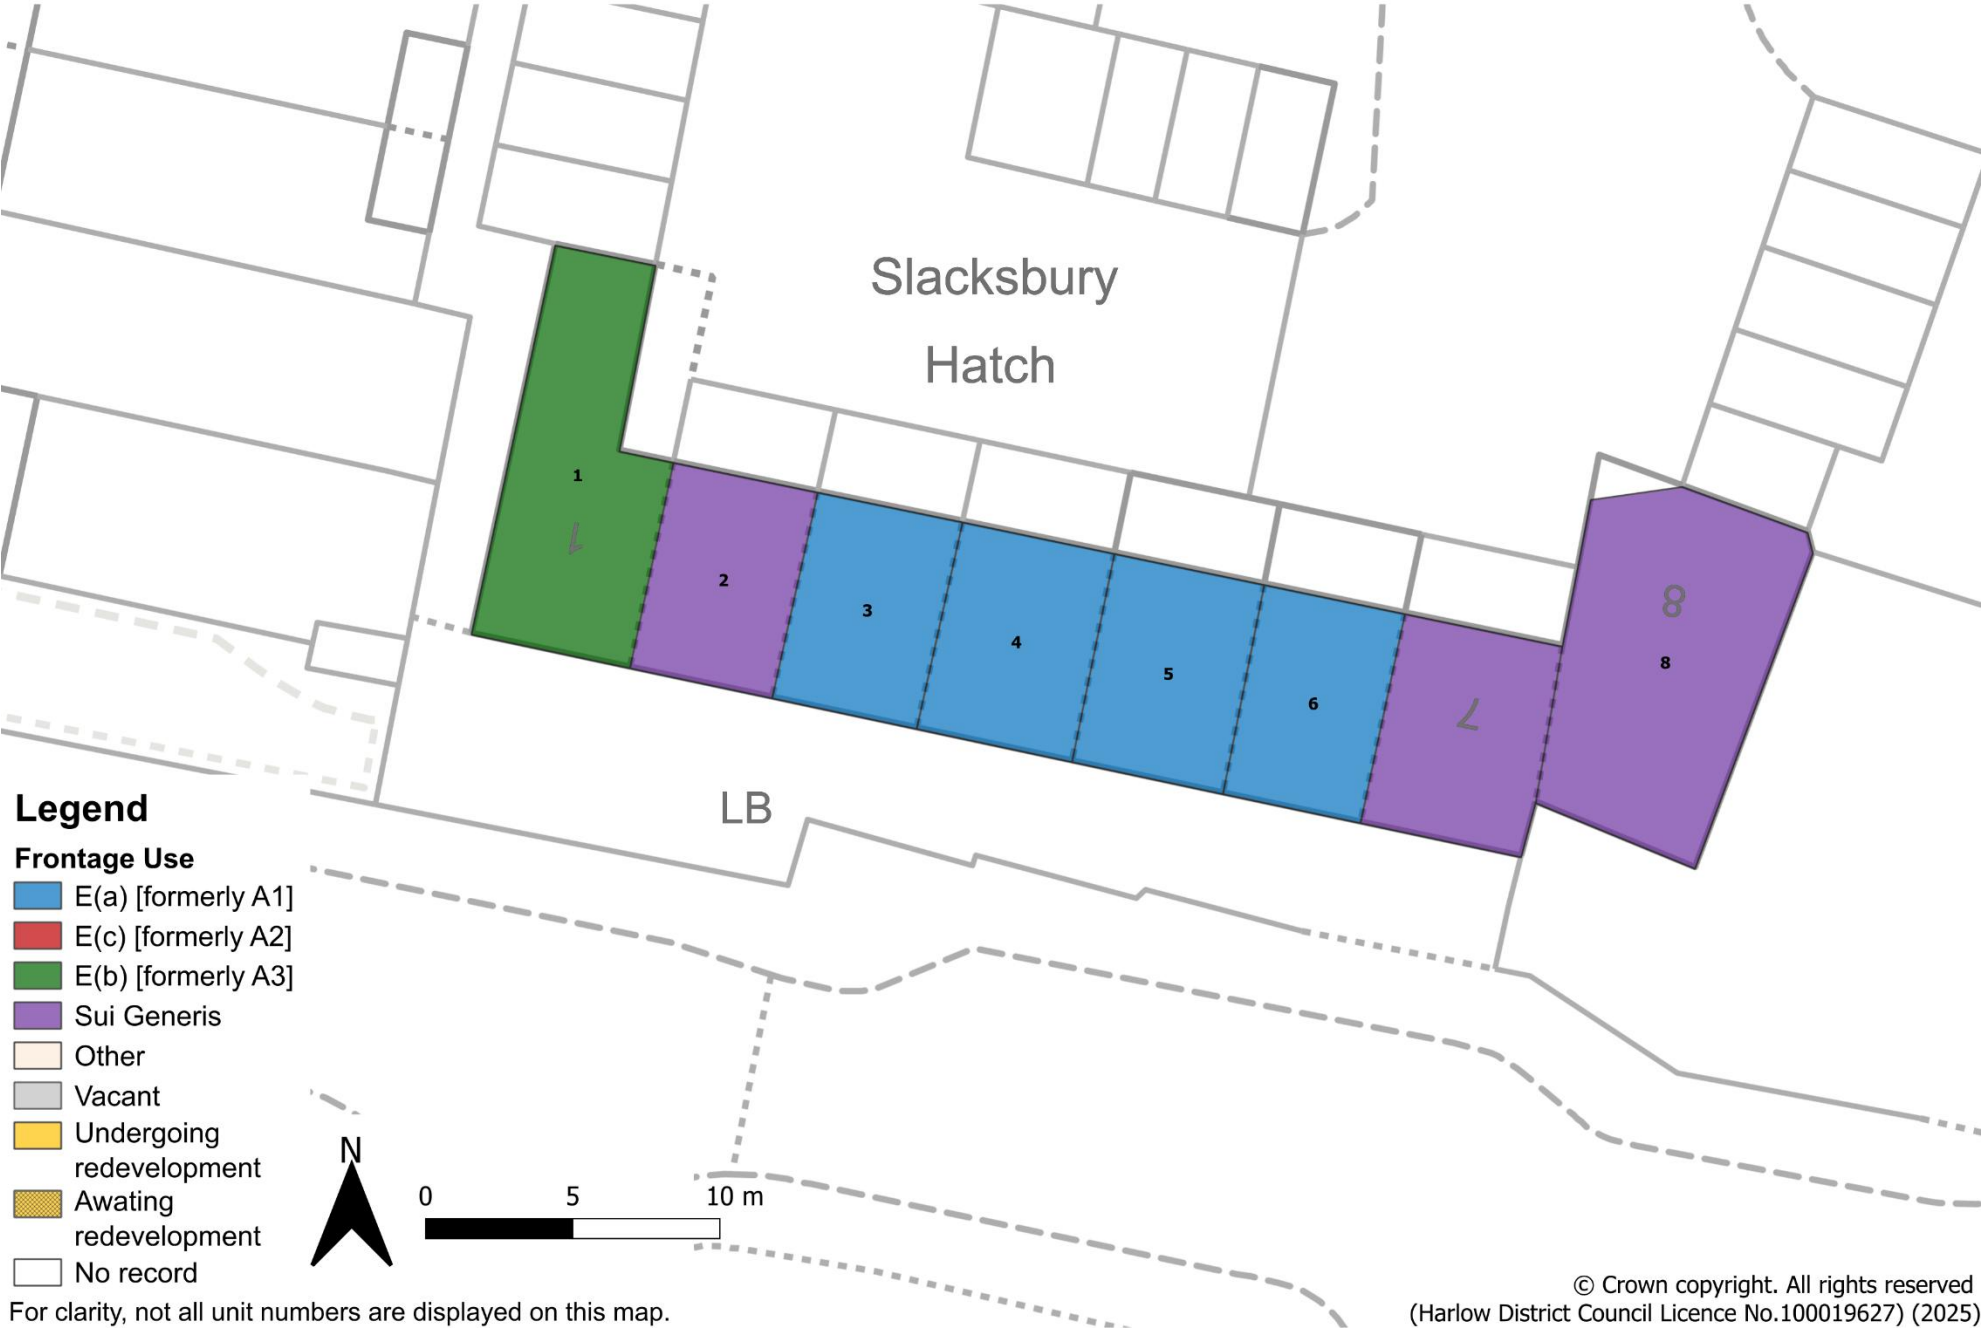 Slacksbury
Hatch
1
1
2
3
4
5
6
7
8
8
LB
Legend
Frontage Use
E(a) [formerly A1]
E(c) [formerly A2]
E(b) [formerly A3]
Sui Generis
Other
Vacant
Undergoing
redevelopment
Awating
redevelopment
No record
N
0 5 10 m
For clarity, not all unit numbers are displayed on this map.
© Crown copyright. All rights reserved
(Harlow District Council Licence No.100019627) (2025)